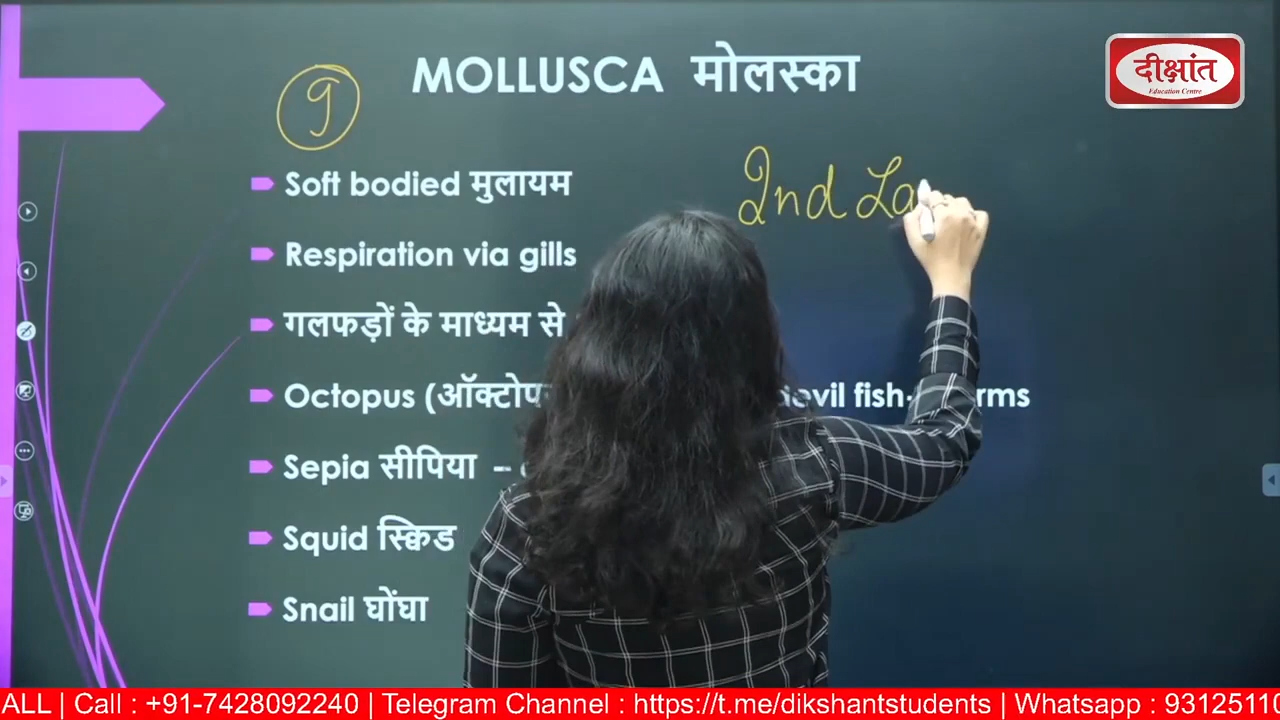 MOLLUSCA मोलस्का
दीक्षांत
Education Centre
9
2nd La
Soft bodied मुलायम
Respiration via gills
गलफड़ों के माध्यम से
Octopus (ऑक्टोप devil fish- rms
Sepia सीपिया –
Squid स्क्विड
Snail घोंघा
ALL | Call : +91-7428092240 | Telegram Channel : https://t.me/dikshantstudents | Whatsapp : 93125110